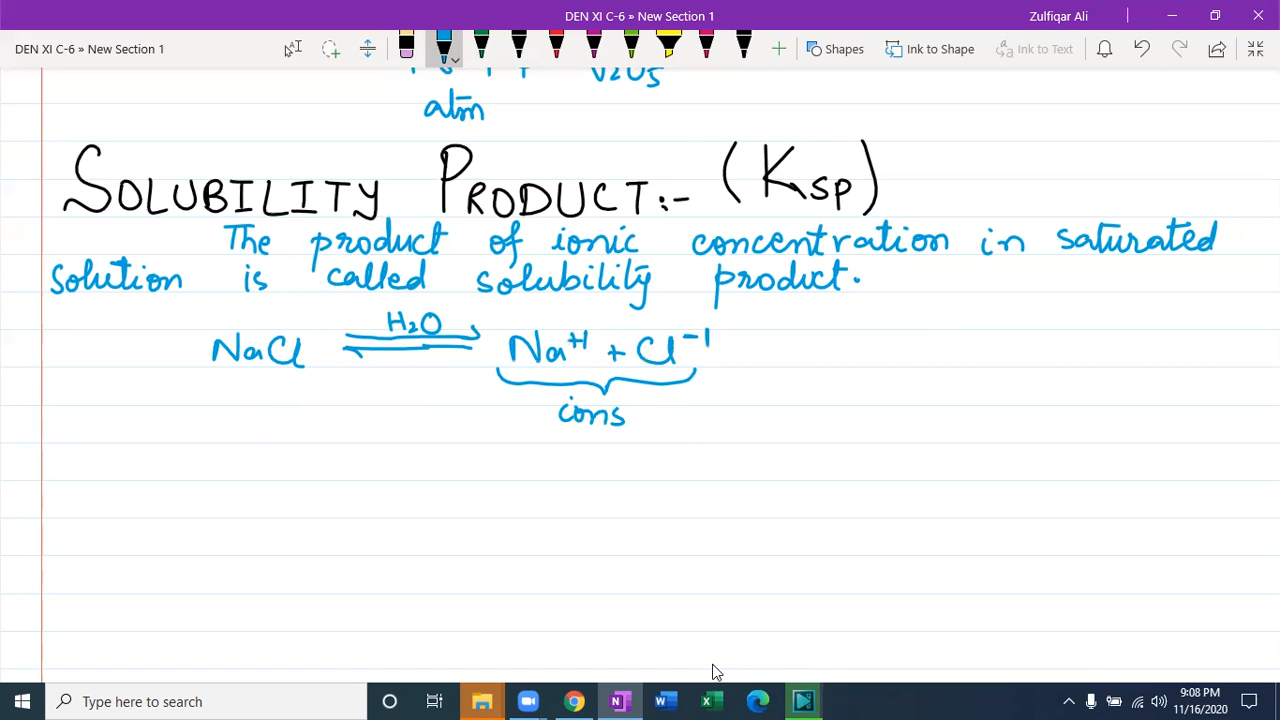 DEN XI C-6 » New Section 1
Zulfiqar Ali
DEN XI C-6 » New Section 1
Shapes
Ink to Shape
Ink to Text
V₂O₅
atm
SOLUBILITY PRODUCT:- (KSP)
The product of ionic concentration in saturated
solution is called solubility product.
H₂O
NaCl ⇌ Na⁺¹ + Cl⁻¹
ions
Type here to search
9:08 PM
11/16/2020